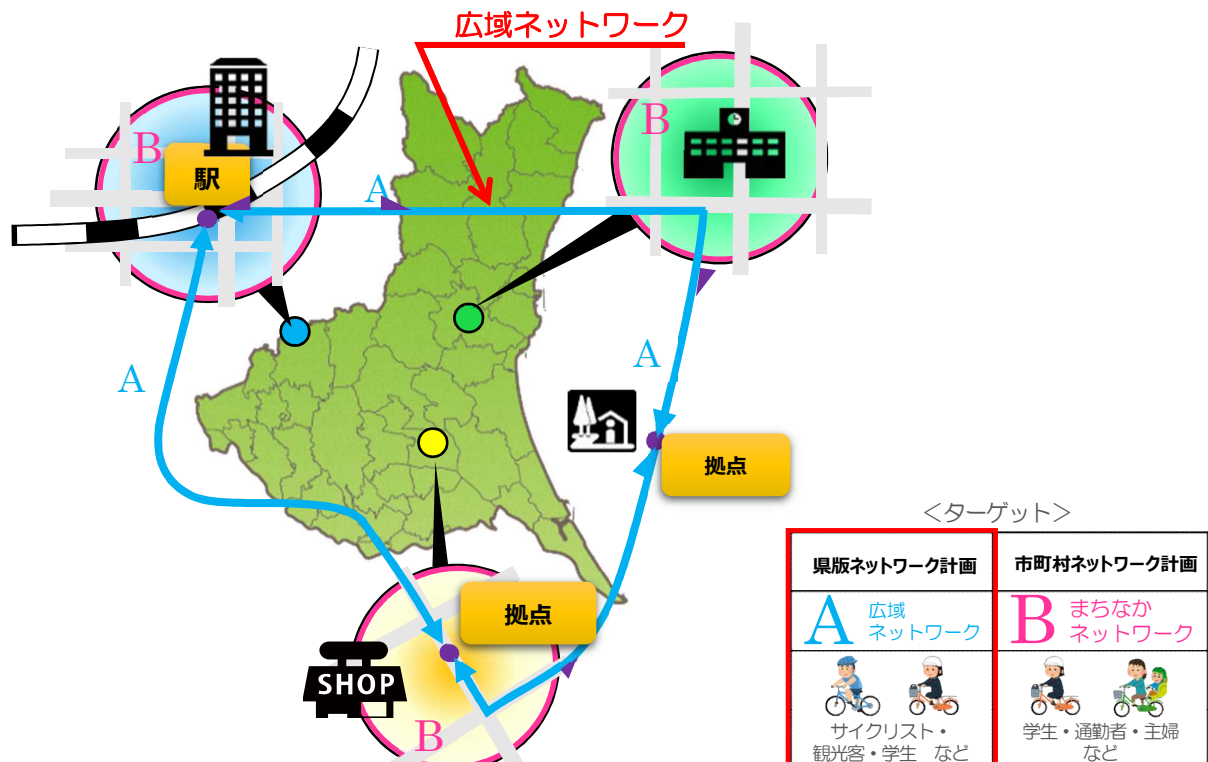 広域ネットワーク
B
B
駅
A
A
A
拠点
拠点
SHOP
B
＜ターゲット＞
県版ネットワーク計画
市町村ネットワーク計画
A 広域
ネットワーク
B まちなか
ネットワーク
サイクリスト・
観光客・学生　など
学生・通勤者・主婦
など